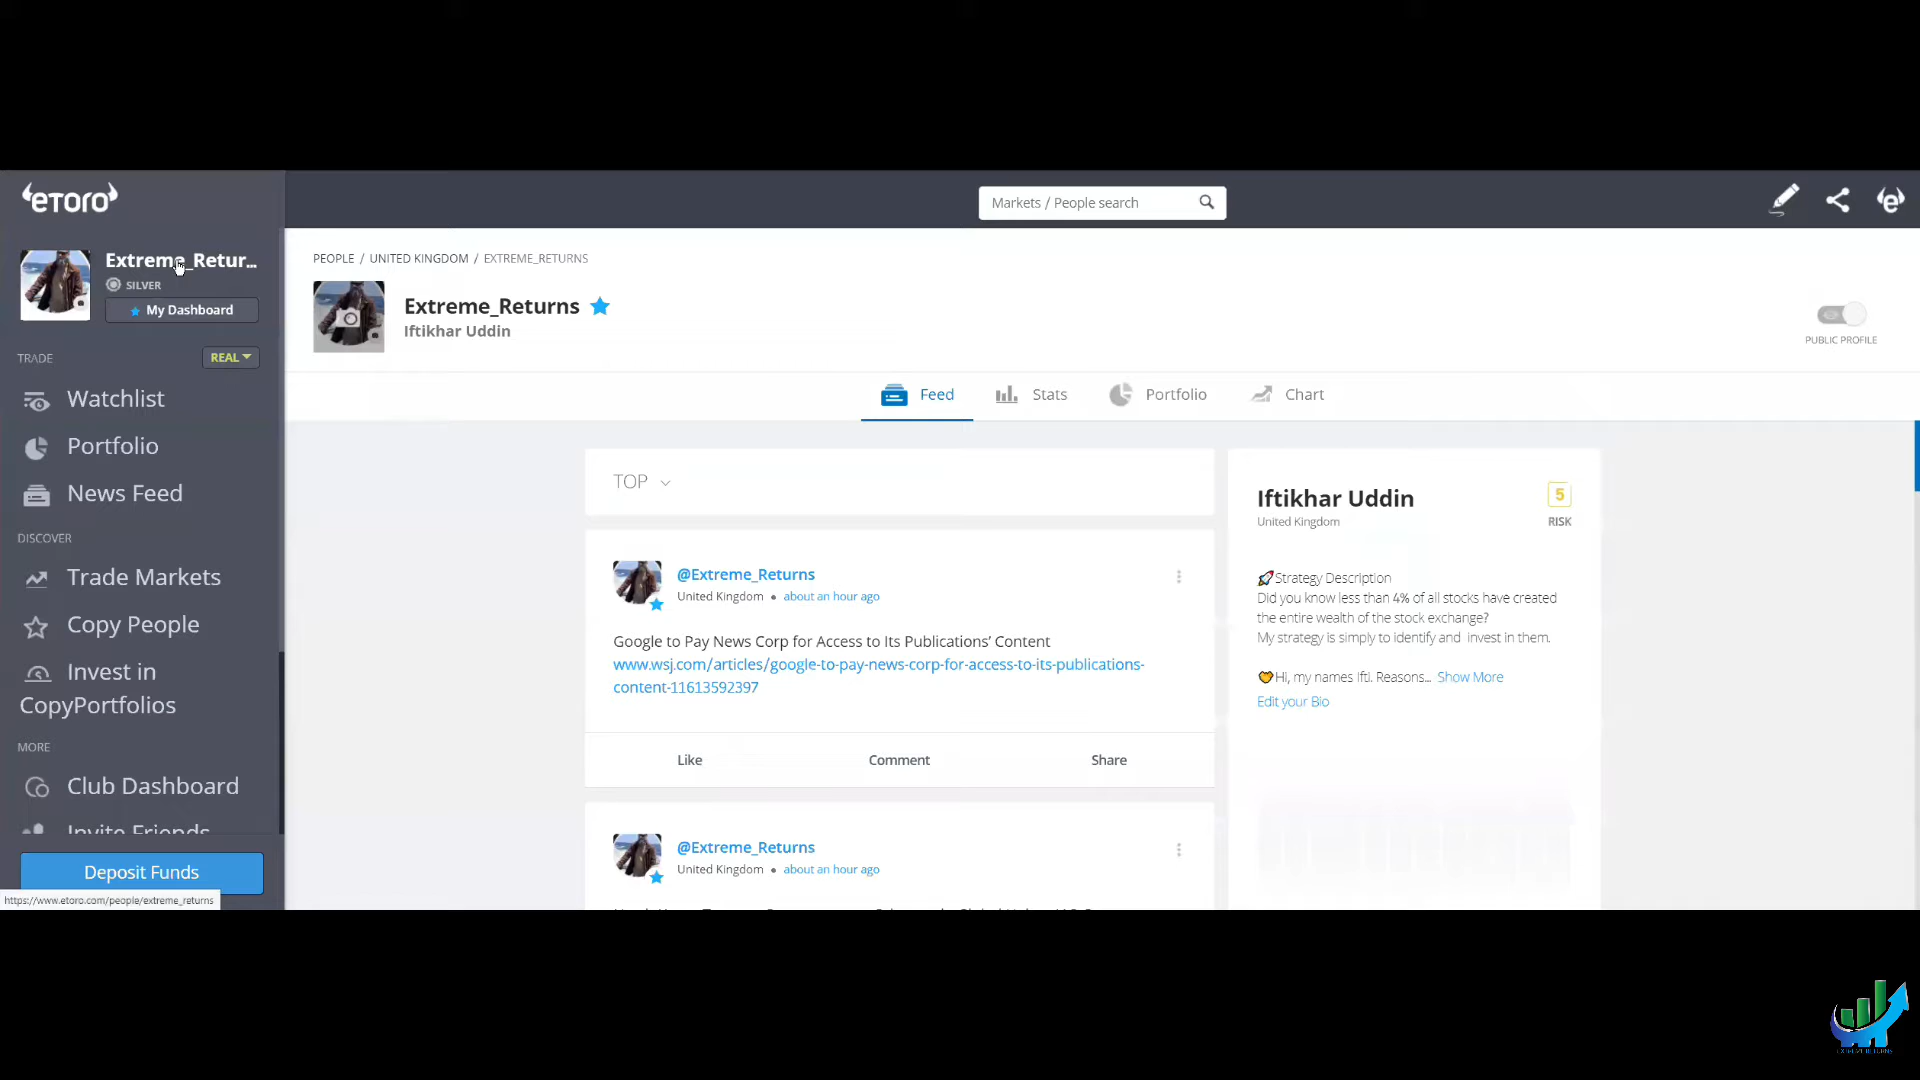 eToro
Markets / People search
Extreme_Retur...
SILVER
My Dashboard
TRADE
REAL
Watchlist
Portfolio
News Feed
DISCOVER
Trade Markets
Copy People
Invest in
CopyPortfolios
MORE
Club Dashboard
Invite Friends
Deposit Funds
https://www.etoro.com/people/extreme_returns
PEOPLE / UNITED KINGDOM / EXTREME_RETURNS
Extreme_Returns
Iftikhar Uddin
PUBLIC PROFILE
Feed
Stats
Portfolio
Chart
TOP
@Extreme_Returns
United Kingdom • about an hour ago
Google to Pay News Corp for Access to Its Publications’ Content
www.wsj.com/articles/google-to-pay-news-corp-for-access-to-its-publications-
content-11613592397
Like
Comment
Share
@Extreme_Returns
United Kingdom • about an hour ago
Iftikhar Uddin
United Kingdom
5
RISK
🚀Strategy Description
Did you know less than 4% of all stocks have created
the entire wealth of the stock exchange?
My strategy is simply to identify and invest in them.
Hi, my names Ifti. Reasons... Show More
Edit your Bio
EXTREME RETURNS